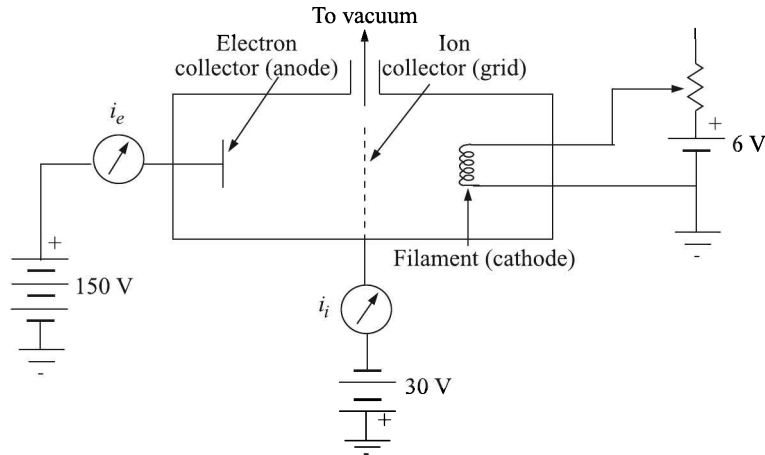 To vacuum
Electron
collector (anode)
Ion
collector (grid)
i_e
+
6 V
+
150 V
Filament (cathode)
i_i
30 V
+